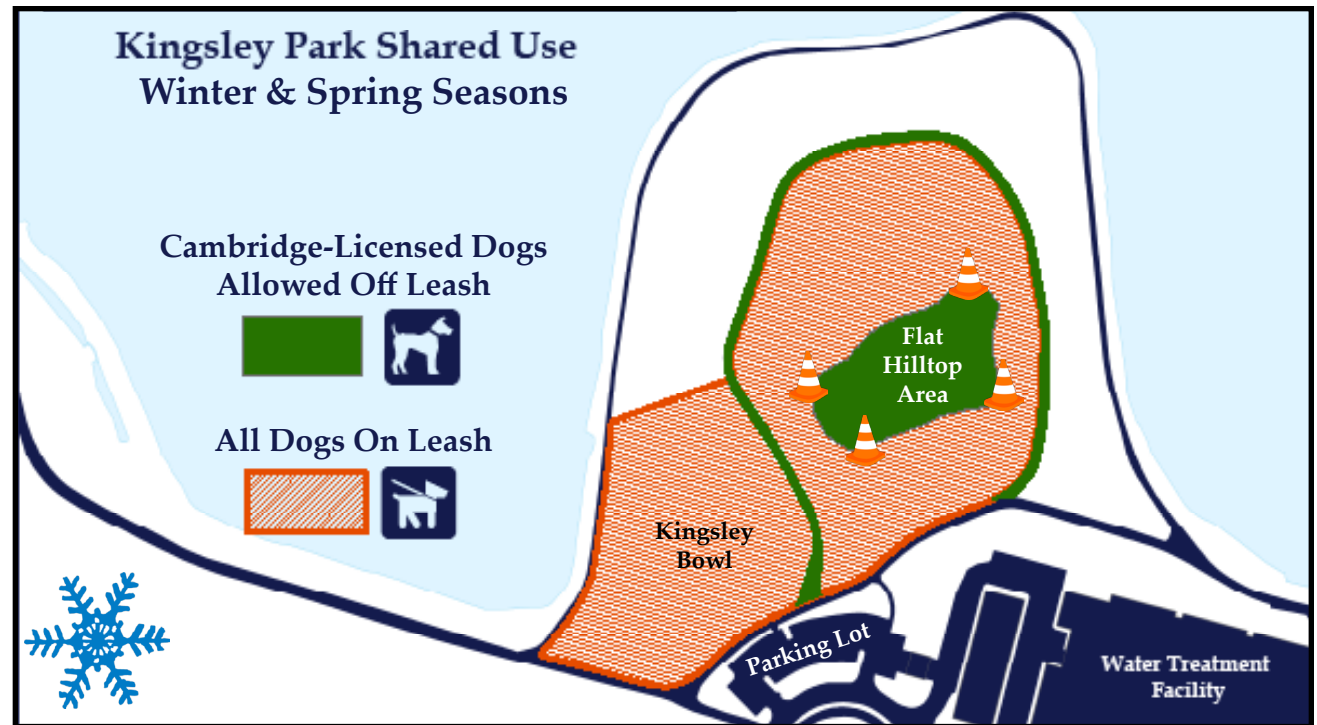 Kingsley Park Shared Use
Winter & Spring Seasons
Cambridge-Licensed Dogs
Allowed Off Leash
All Dogs On Leash
Flat
Hilltop
Area
Kingsley
Bowl
Parking Lot
Water Treatment
Facility